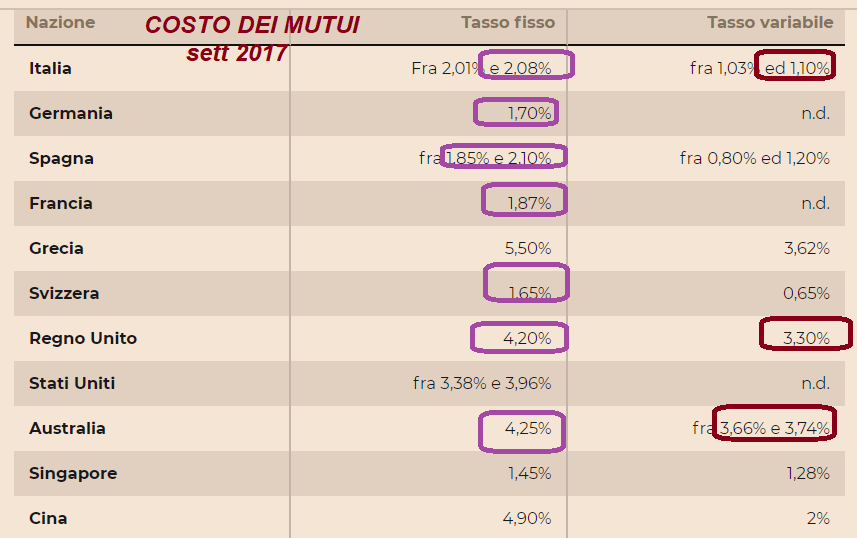 Nazione COSTO DEI MUTUI Tasso fisso Tasso variabile
sett 2017
Italia Fra 2,01% e 2,08% fra 1,03% ed 1,10%
Germania 1,70% n.d.
Spagna fra 1,85% e 2,10% fra 0,80% ed 1,20%
Francia 1,87% n.d.
Grecia 5,50% 3,62%
Svizzera 1,65% 0,65%
Regno Unito 4,20% 3,30%
Stati Uniti fra 3,38% e 3,96% n.d.
Australia 4,25% fra 3,66% e 3,74%
Singapore 1,45% 1,28%
Cina 4,90% 2%